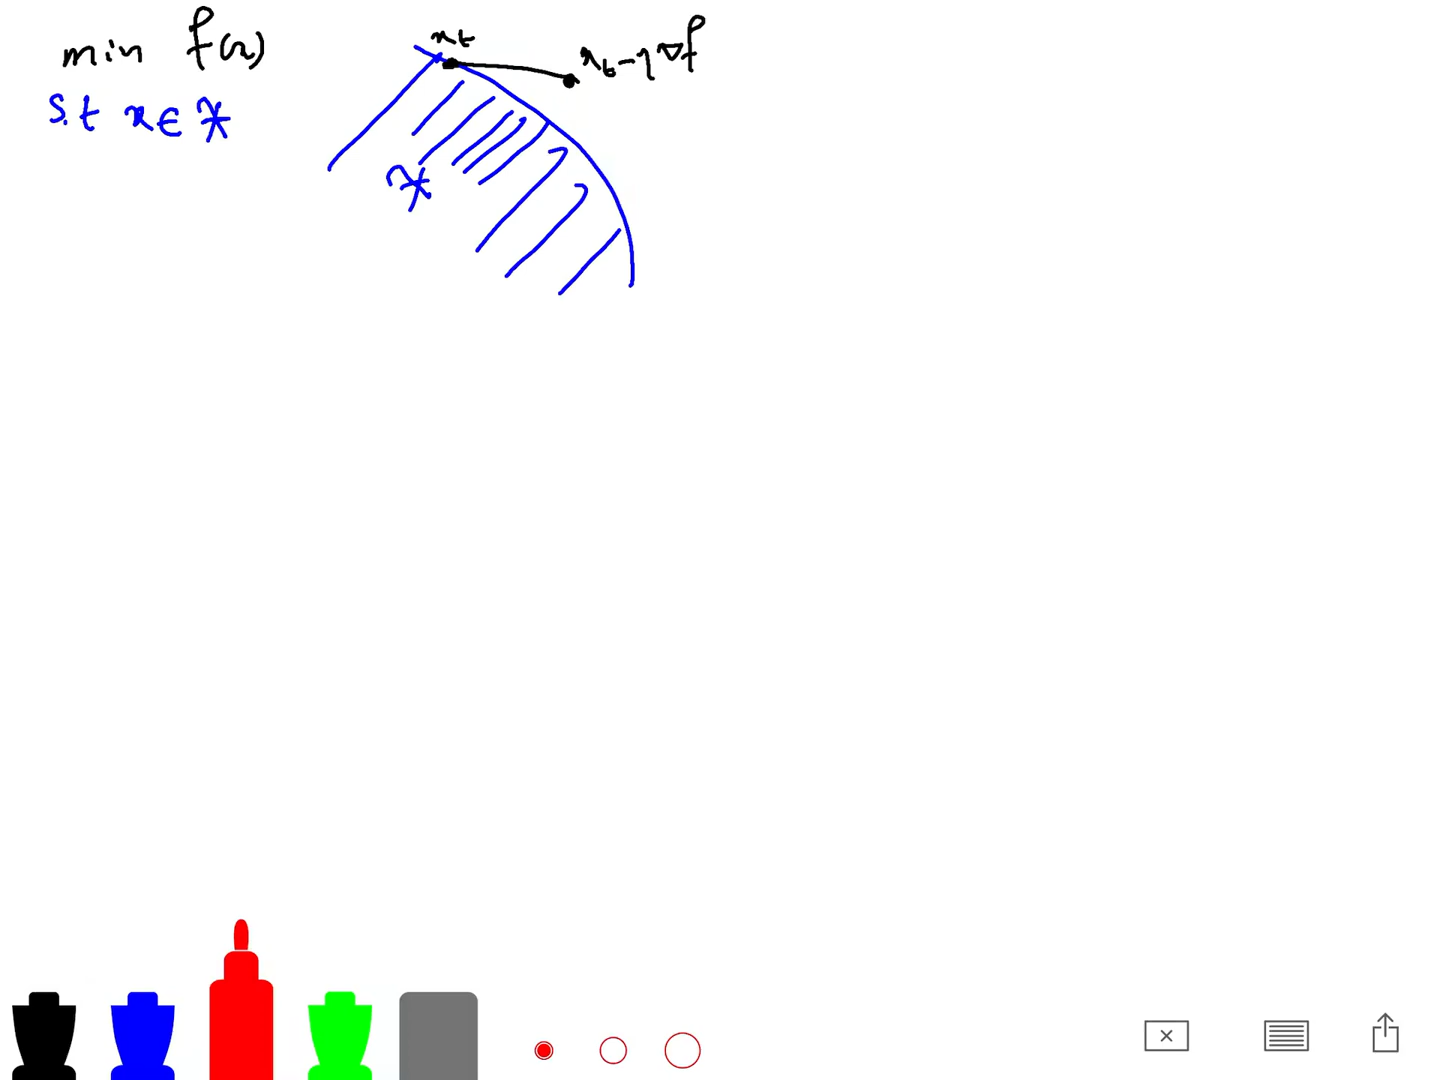 min f(x)
s.t x ∈ 𝒳
x_t
x_t - η∇f
𝒳